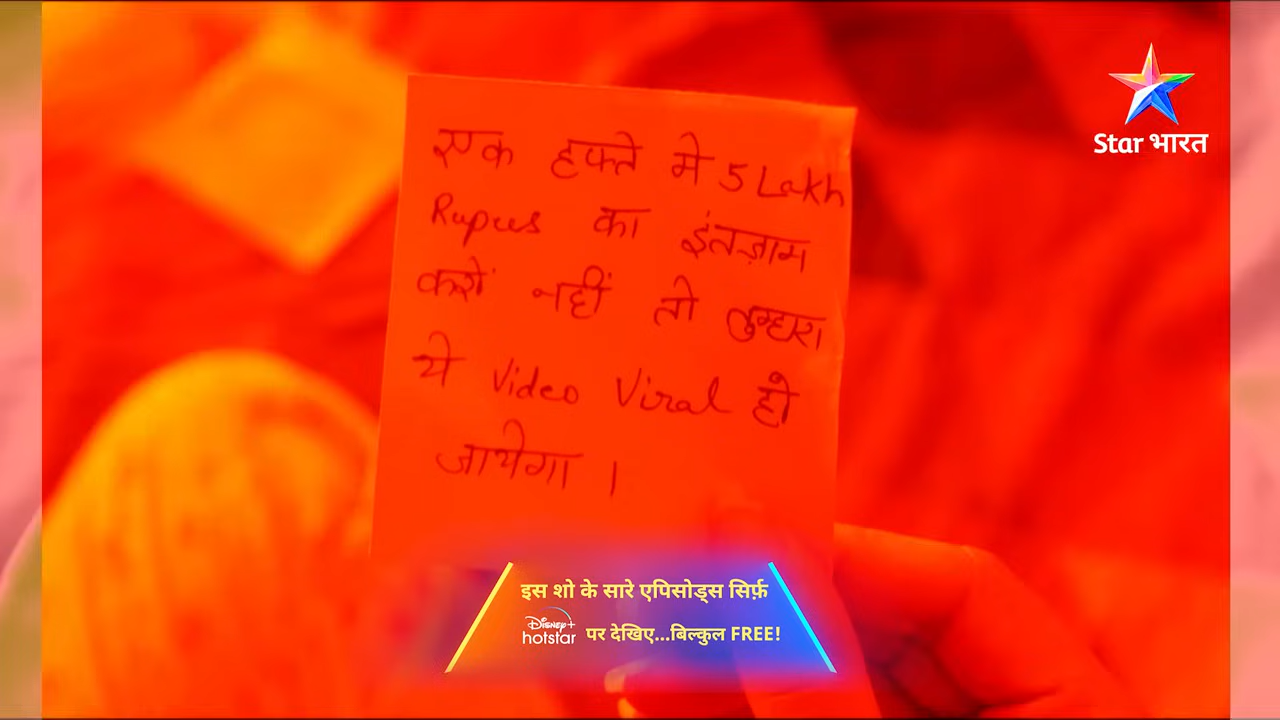 Star भारत
एक हफ्ते मे 5 Lakh
Rupees का इंतज़ाम
करों नहीं तो तुम्हारा
ये Video Viral हो
जायेगा ।
इस शो के सारे एपिसोड्स सिर्फ़
Disney+ hotstar पर देखिए...बिल्कुल FREE!